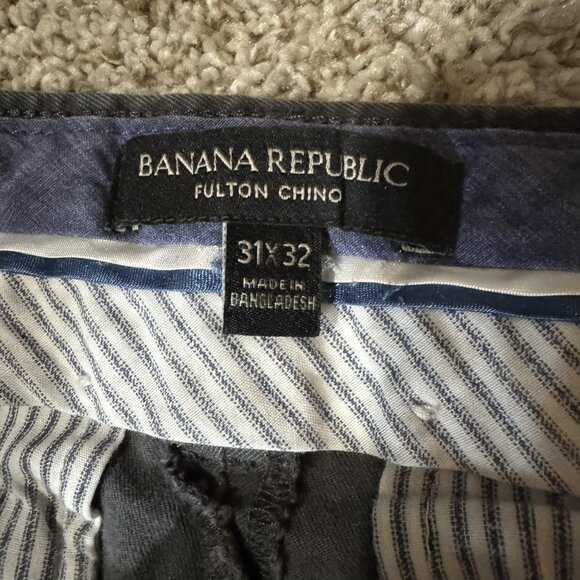 BANANA REPUBLIC
FULTON CHINO
31X32
MADE IN
BANGLADESH